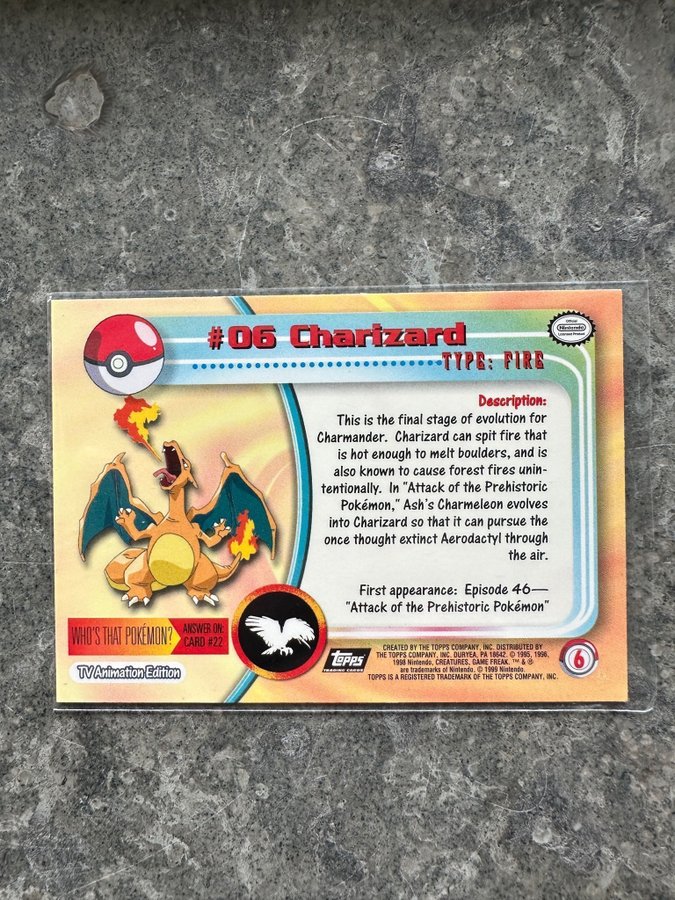 #06 Charizard
TYPE: FIRE
Official
Nintendo
Licensed Product
Description:
This is the final stage of evolution for
Charmander. Charizard can spit fire that
is hot enough to melt boulders, and is
also known to cause forest fires unin-
tentionally. In "Attack of the Prehistoric
Pokémon," Ash's Charmeleon evolves
into Charizard so that it can pursue the
once thought extinct Aerodactyl through
the air.
First appearance: Episode 46—
"Attack of the Prehistoric Pokémon"
WHO'S THAT POKÉMON?
ANSWER ON:
CARD #22
TV Animation Edition
TOPPS
TRADING CARDS
CREATED BY THE TOPPS COMPANY, INC. DISTRIBUTED BY
THE TOPPS COMPANY, INC. DURYEA, PA 18642. © 1995, 1996,
1998 Nintendo, CREATURES, GAME FREAK. ™ & ®
are trademarks of Nintendo. © 1999 Nintendo.
TOPPS IS A REGISTERED TRADEMARK OF THE TOPPS COMPANY, INC.
6